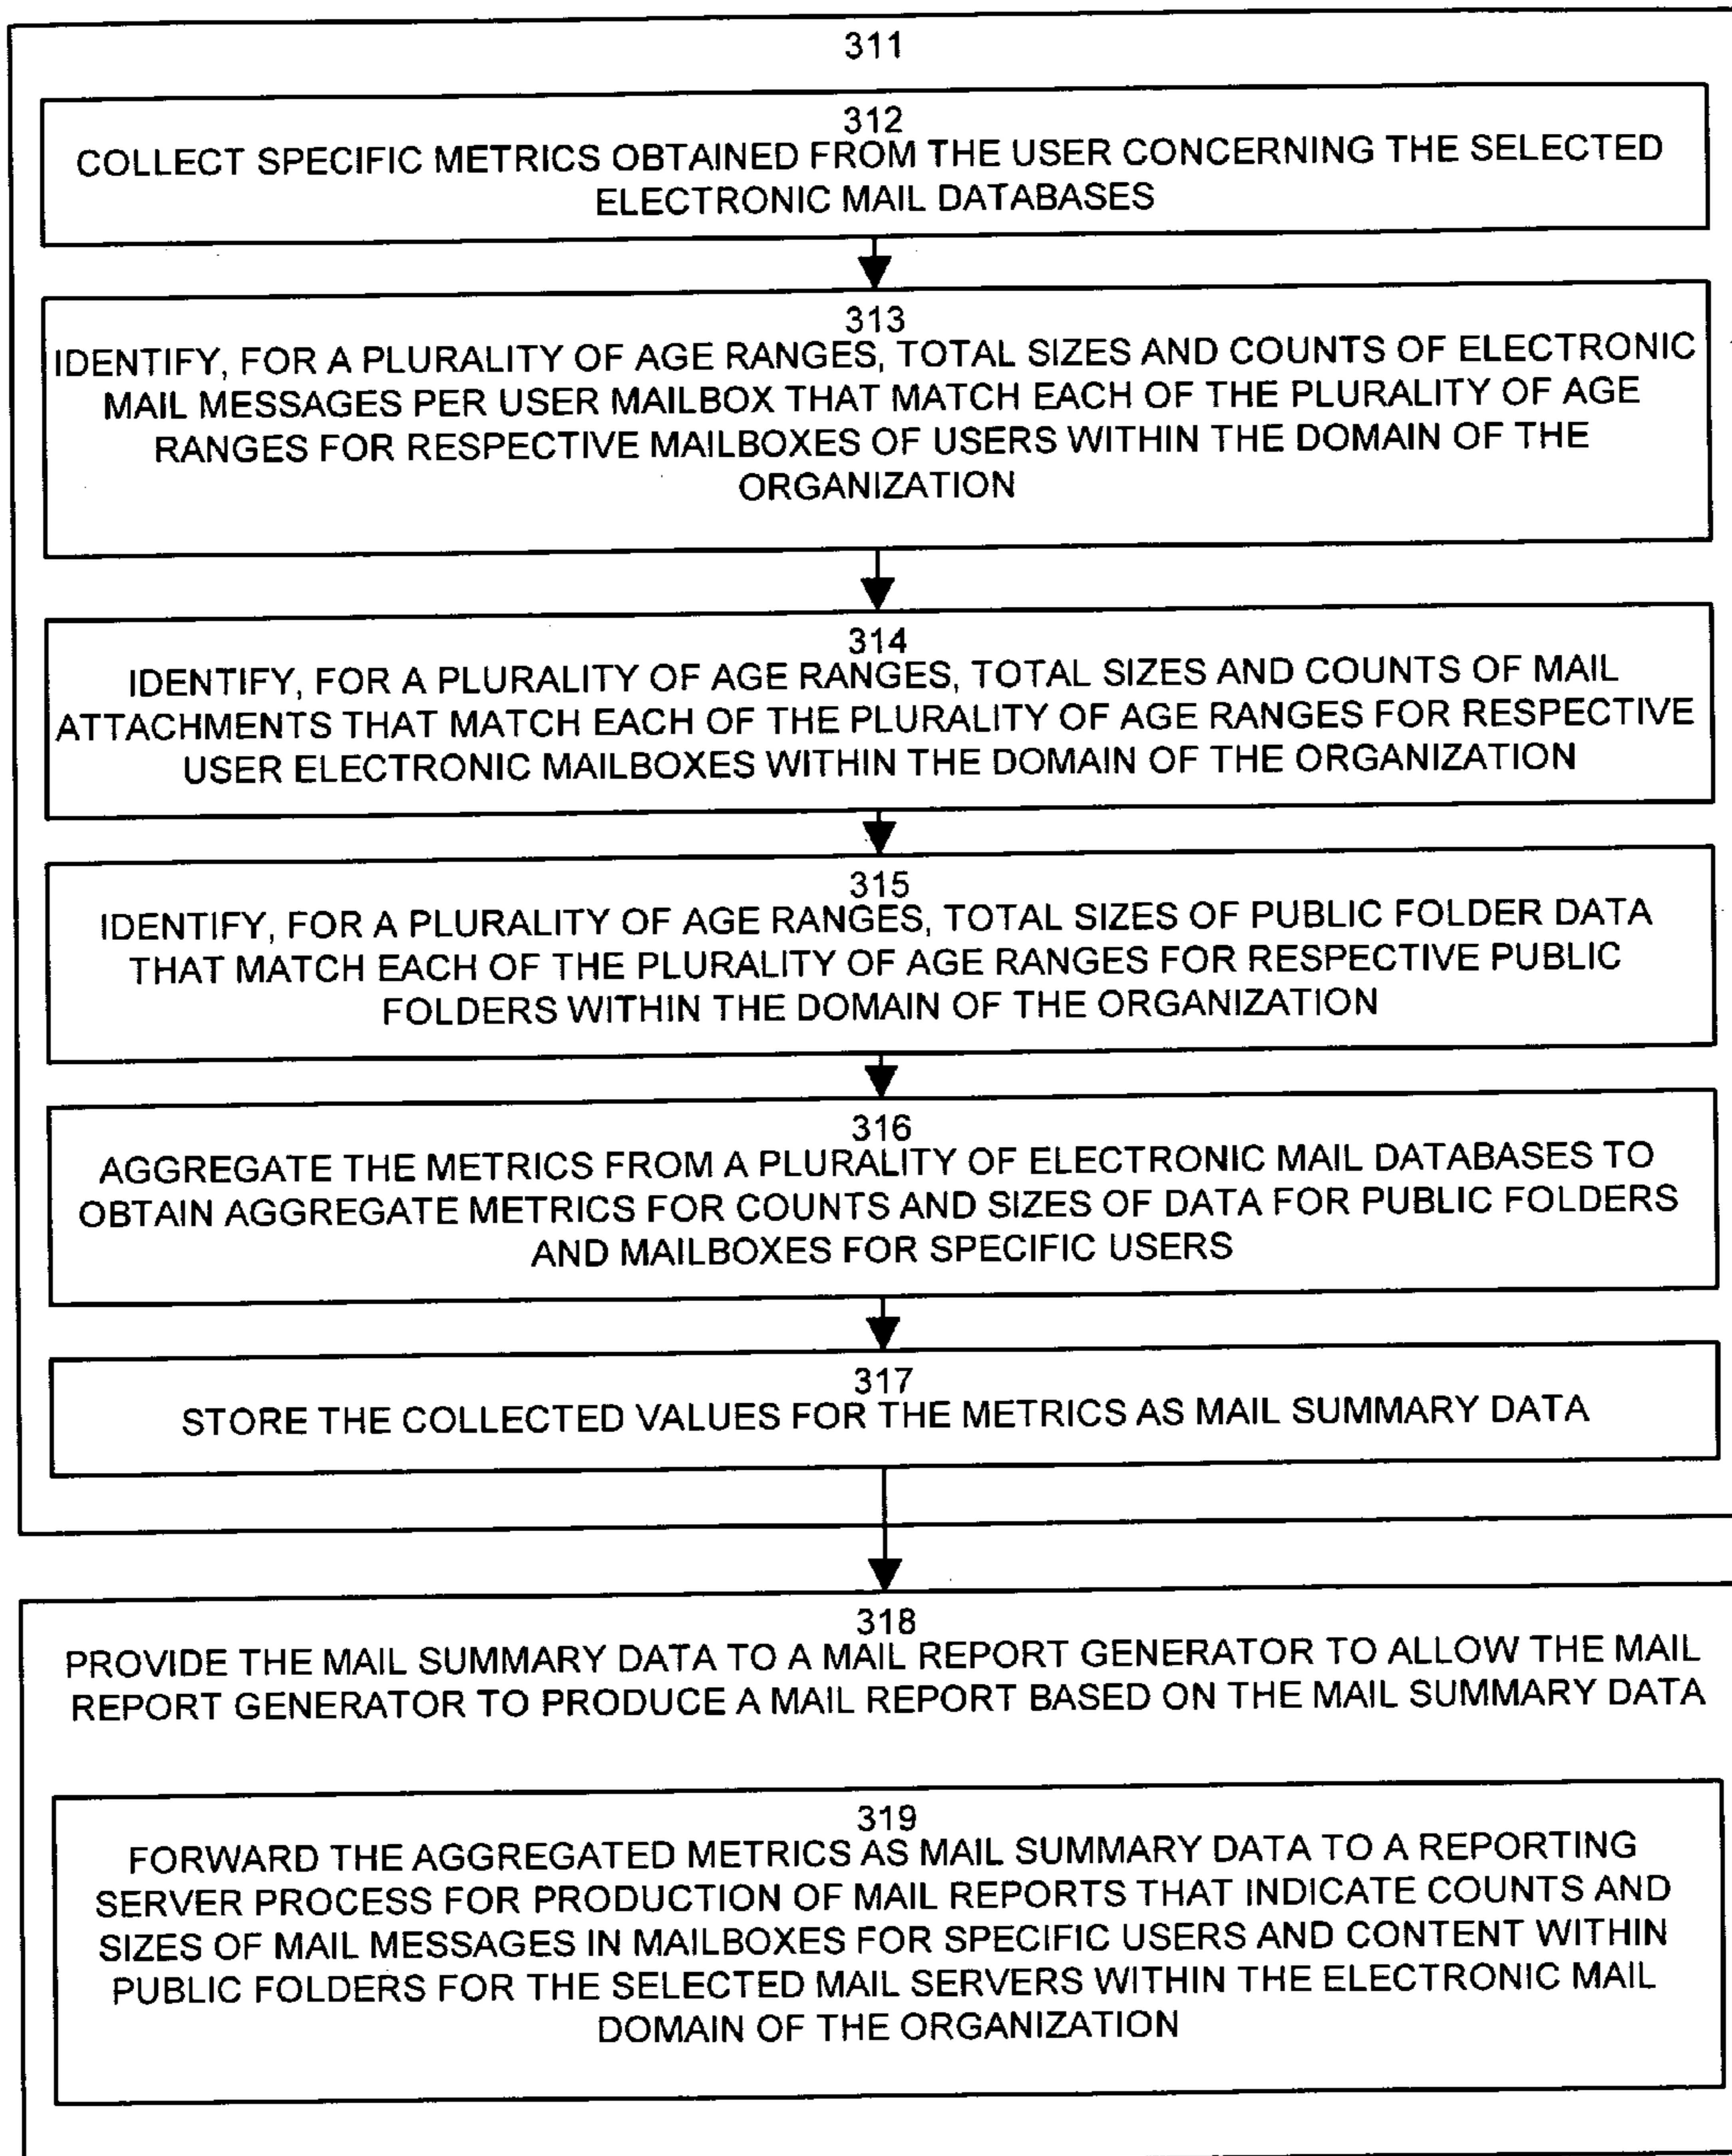 311
312
COLLECT SPECIFIC METRICS OBTAINED FROM THE USER CONCERNING THE SELECTED
ELECTRONIC MAIL DATABASES
313
IDENTIFY, FOR A PLURALITY OF AGE RANGES, TOTAL SIZES AND COUNTS OF ELECTRONIC
MAIL MESSAGES PER USER MAILBOX THAT MATCH EACH OF THE PLURALITY OF AGE
RANGES FOR RESPECTIVE MAILBOXES OF USERS WITHIN THE DOMAIN OF THE
ORGANIZATION
314
IDENTIFY, FOR A PLURALITY OF AGE RANGES, TOTAL SIZES AND COUNTS OF MAIL
ATTACHMENTS THAT MATCH EACH OF THE PLURALITY OF AGE RANGES FOR RESPECTIVE
USER ELECTRONIC MAILBOXES WITHIN THE DOMAIN OF THE ORGANIZATION
315
IDENTIFY, FOR A PLURALITY OF AGE RANGES, TOTAL SIZES OF PUBLIC FOLDER DATA
THAT MATCH EACH OF THE PLURALITY OF AGE RANGES FOR RESPECTIVE PUBLIC
FOLDERS WITHIN THE DOMAIN OF THE ORGANIZATION
316
AGGREGATE THE METRICS FROM A PLURALITY OF ELECTRONIC MAIL DATABASES TO
OBTAIN AGGREGATE METRICS FOR COUNTS AND SIZES OF DATA FOR PUBLIC FOLDERS
AND MAILBOXES FOR SPECIFIC USERS
317
STORE THE COLLECTED VALUES FOR THE METRICS AS MAIL SUMMARY DATA
318
PROVIDE THE MAIL SUMMARY DATA TO A MAIL REPORT GENERATOR TO ALLOW THE MAIL
REPORT GENERATOR TO PRODUCE A MAIL REPORT BASED ON THE MAIL SUMMARY DATA
319
FORWARD THE AGGREGATED METRICS AS MAIL SUMMARY DATA TO A REPORTING
SERVER PROCESS FOR PRODUCTION OF MAIL REPORTS THAT INDICATE COUNTS AND
SIZES OF MAIL MESSAGES IN MAILBOXES FOR SPECIFIC USERS AND CONTENT WITHIN
PUBLIC FOLDERS FOR THE SELECTED MAIL SERVERS WITHIN THE ELECTRONIC MAIL
DOMAIN OF THE ORGANIZATION